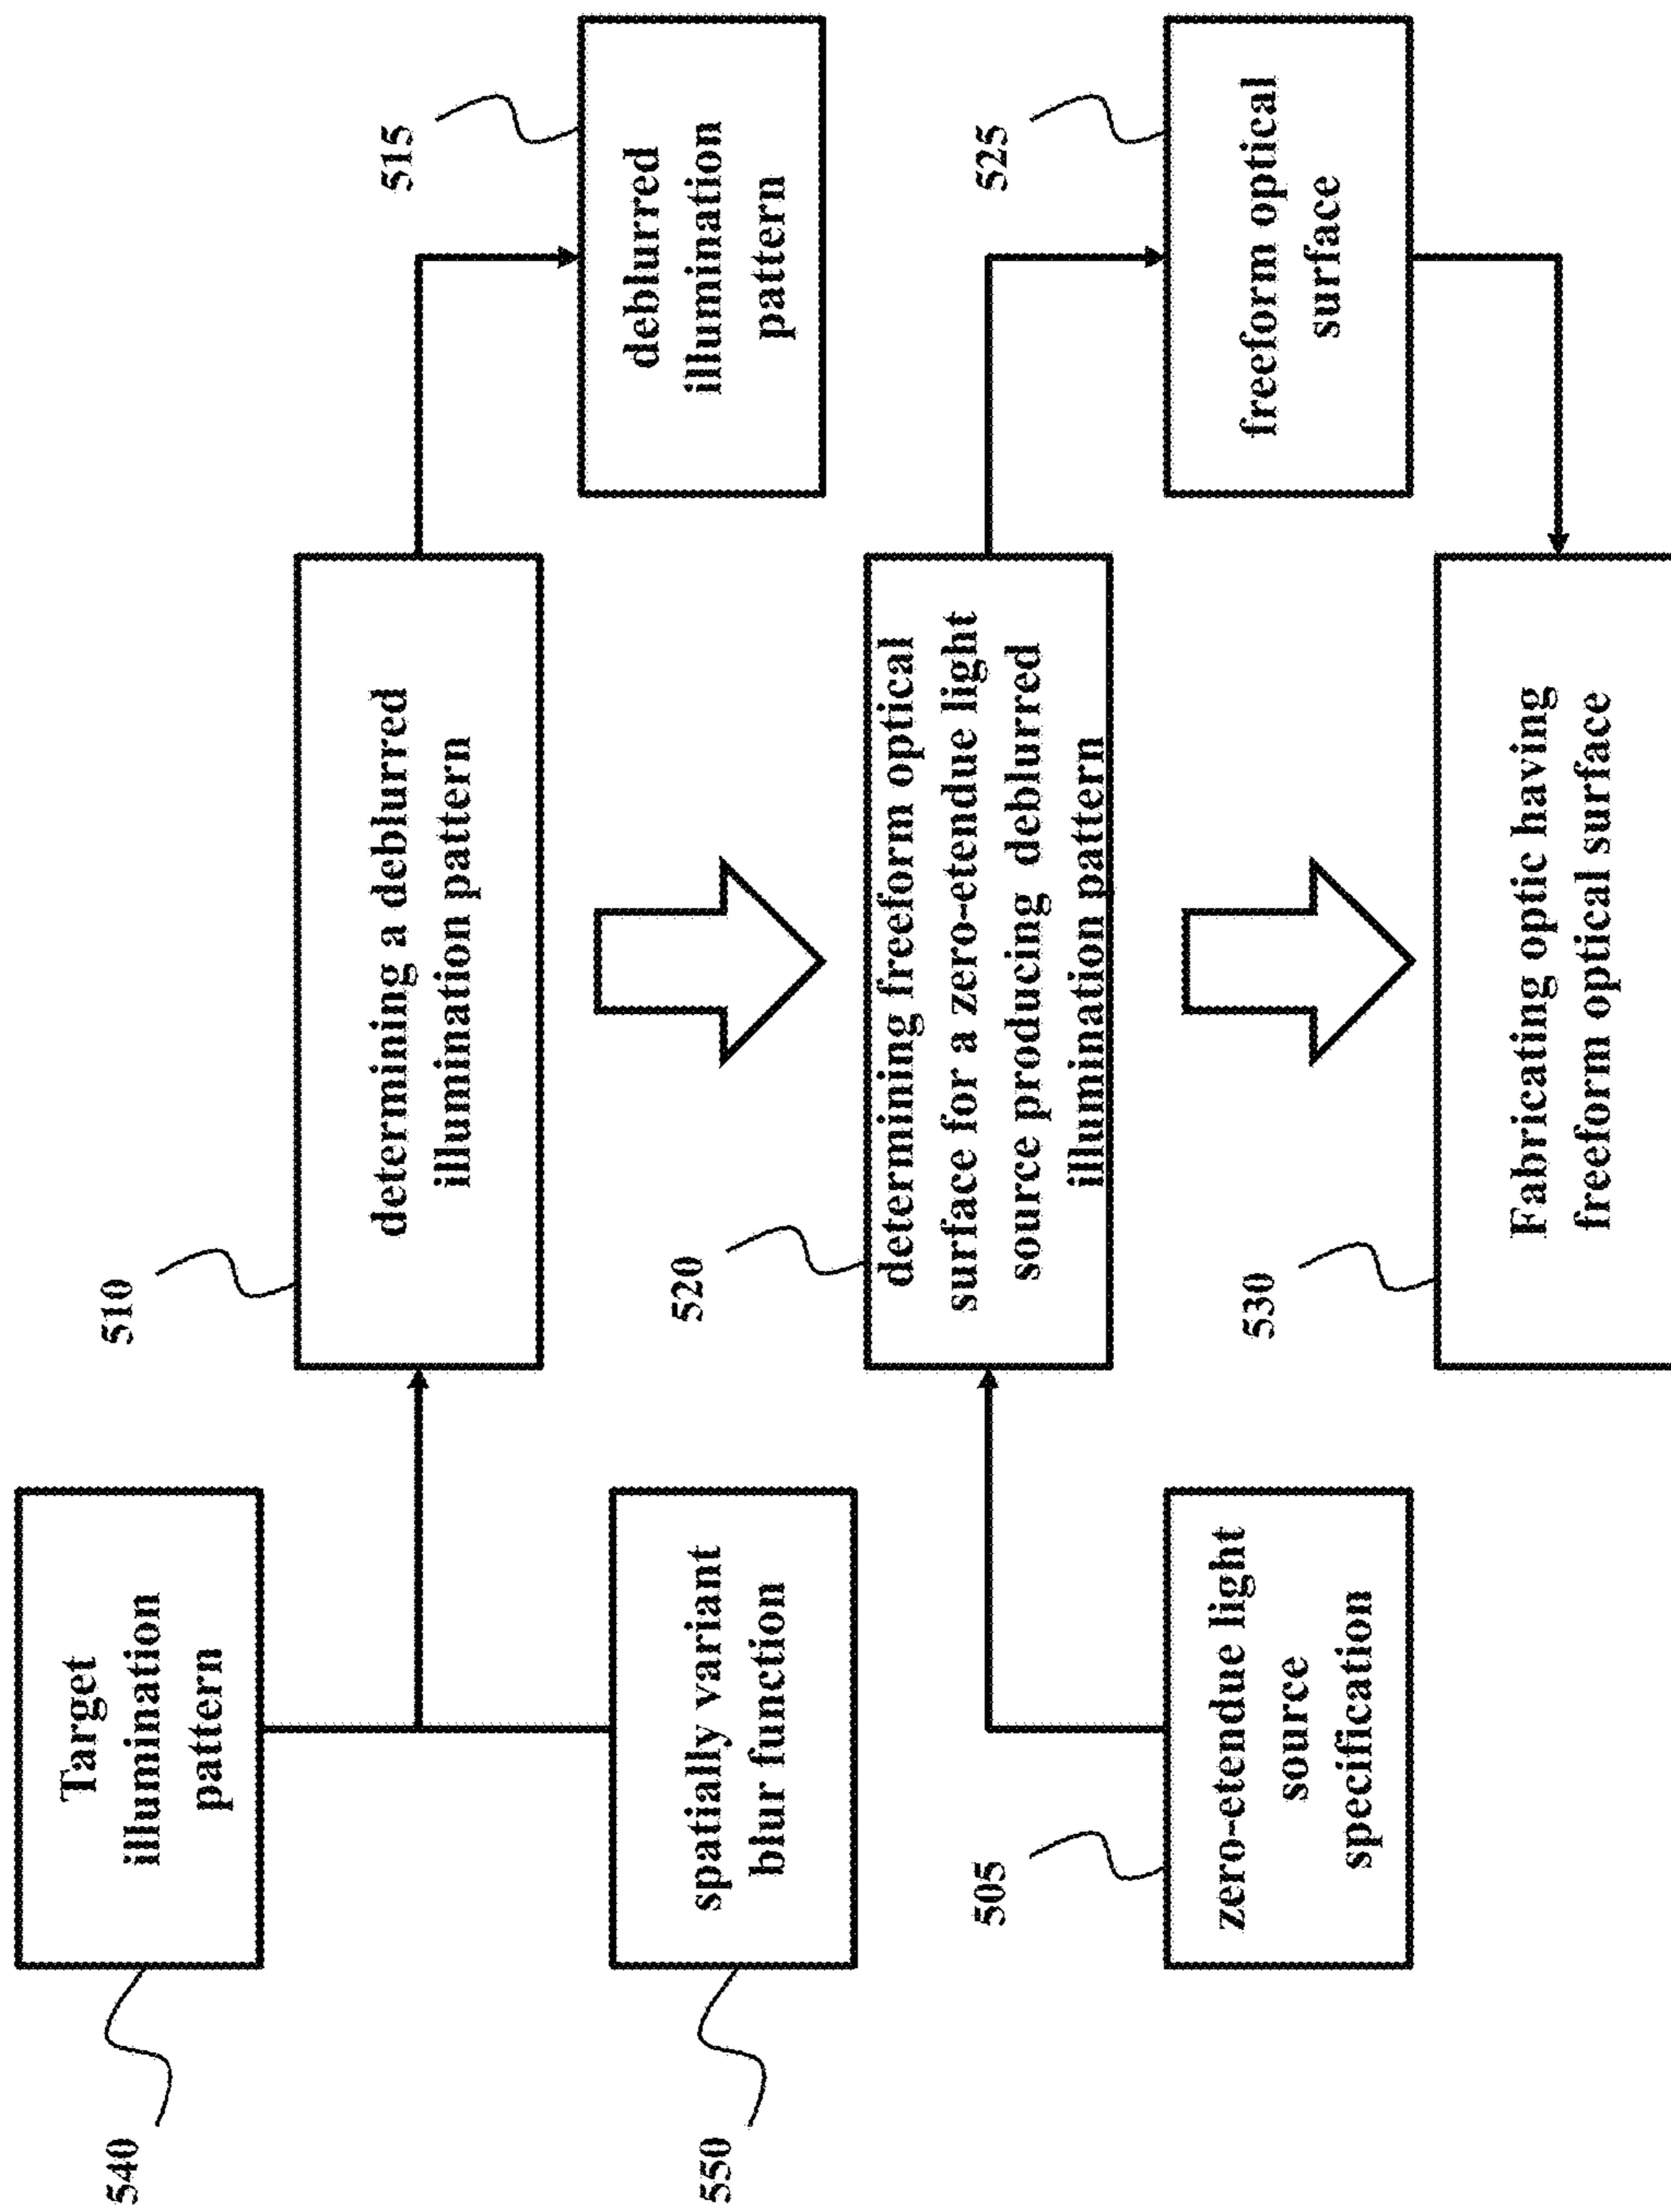 540
Target
illumination
pattern
510
determining a deblurred
illumination pattern
515
deblurred
illumination
pattern
550
spatially variant
blur function
520
determining freeform optical
surface for a zero-etendue light
source producing deblurred
illumination pattern
525
freeform optical
surface
505
zero-etendue light
source
specification
530
Fabricating optic having
freeform optical surface